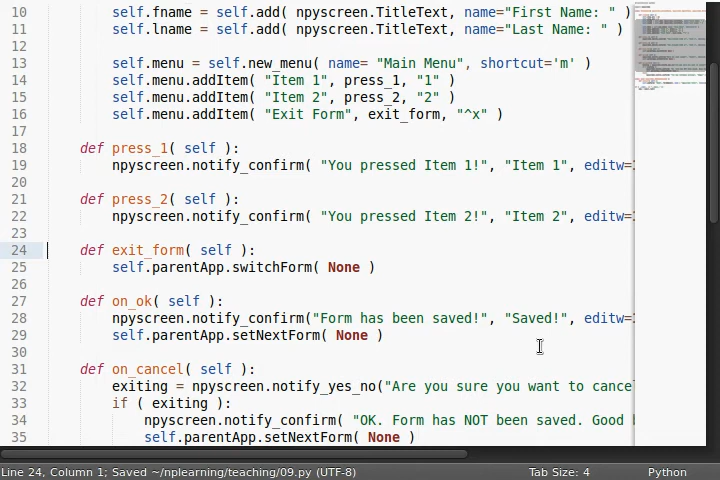 10 self.fname = self.add( npyscreen.TitleText, name="First Name: " )
11 self.lname = self.add( npyscreen.TitleText, name="Last Name: " )
12
13 self.menu = self.new_menu( name= "Main Menu", shortcut='m' )
14 self.menu.addItem( "Item 1", press_1, "1" )
15 self.menu.addItem( "Item 2", press_2, "2" )
16 self.menu.addItem( "Exit Form", exit_form, "^x" )
17
18 def press_1( self ):
19 npyscreen.notify_confirm( "You pressed Item 1!", "Item 1", editw=
20
21 def press_2( self ):
22 npyscreen.notify_confirm( "You pressed Item 2!", "Item 2", editw=
23
24 def exit_form( self ):
25 self.parentApp.switchForm( None )
26
27 def on_ok( self ):
28 npyscreen.notify_confirm("Form has been saved!", "Saved!", editw=
29 self.parentApp.setNextForm( None )
30
31 def on_cancel( self ):
32 exiting = npyscreen.notify_yes_no("Are you sure you want to cance
33 if ( exiting ):
34 npyscreen.notify_confirm( "OK. Form has NOT been saved. Good
35 self.parentApp.setNextForm( None )
Line 24, Column 1; Saved ~/nplearning/teaching/09.py (UTF-8) Tab Size: 4 Python